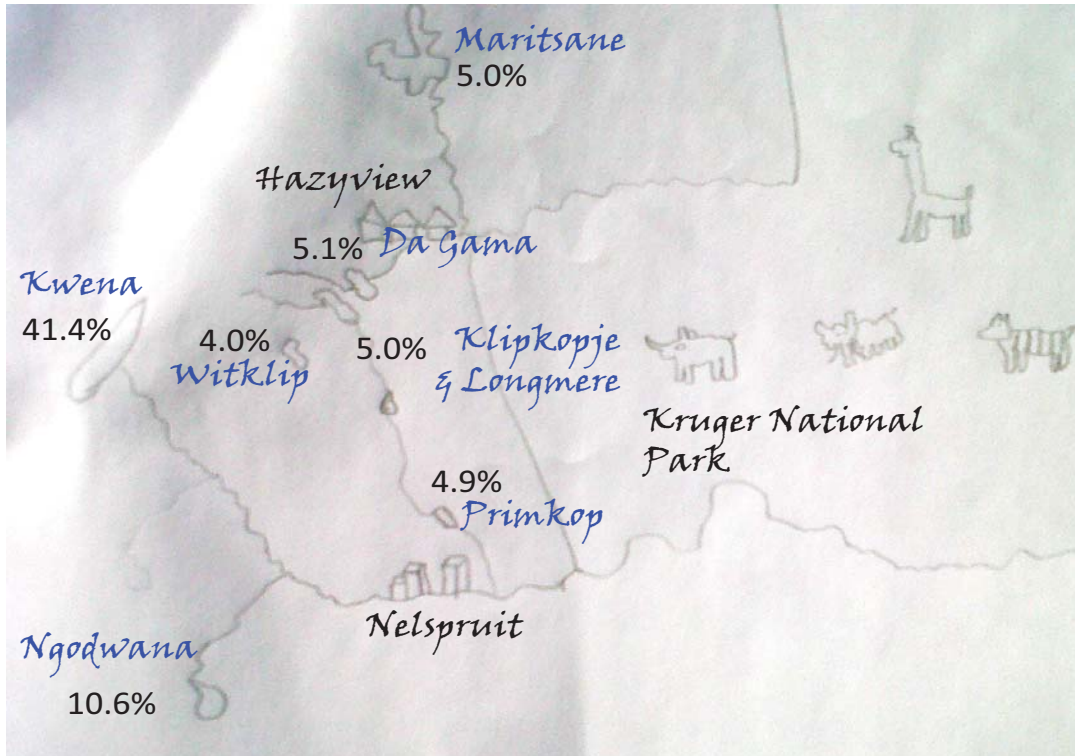 Maritsane
5.0%
Hazyview
5.1% Da Gama
Kwena
41.4%
4.0%
Witklip
5.0%
Klipkopje
& Longmere
Kruger National
Park
4.9%
Primkop
Nelspruit
Ngodwana
10.6%